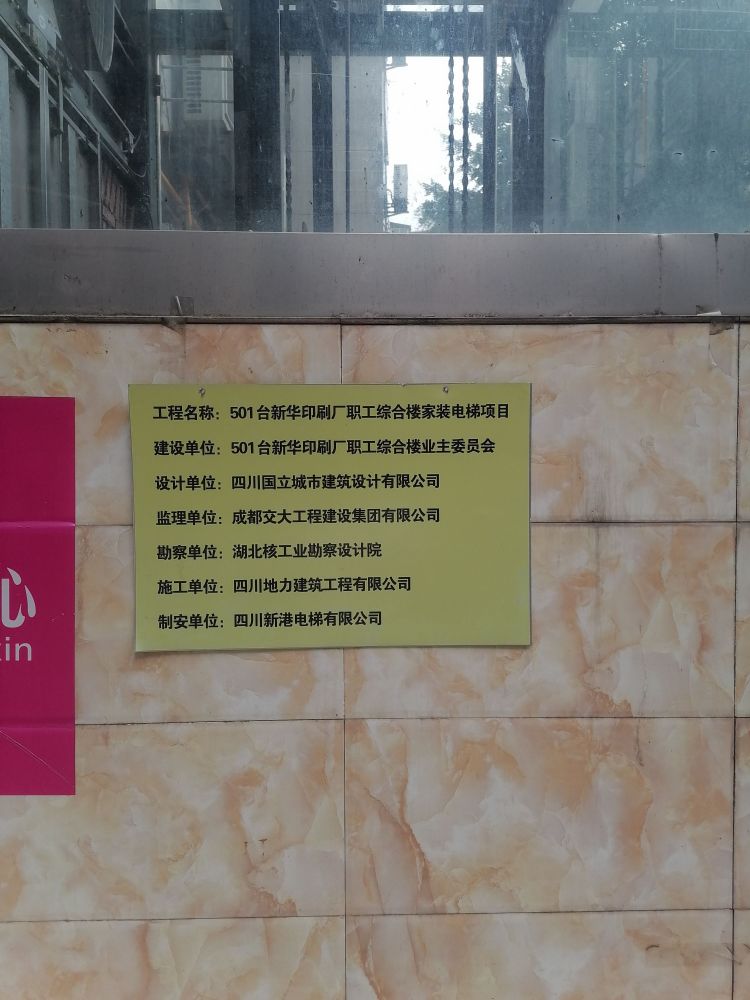 工程名称：501台新华印刷厂职工综合楼家装电梯项目
建设单位：501台新华印刷厂职工综合楼业主委员会
设计单位：四川国立城市建筑设计有限公司
监理单位：成都交大工程建设集团有限公司
勘察单位：湖北核工业勘察设计院
施工单位：四川地力建筑工程有限公司
制安单位：四川新港电梯有限公司
心
in